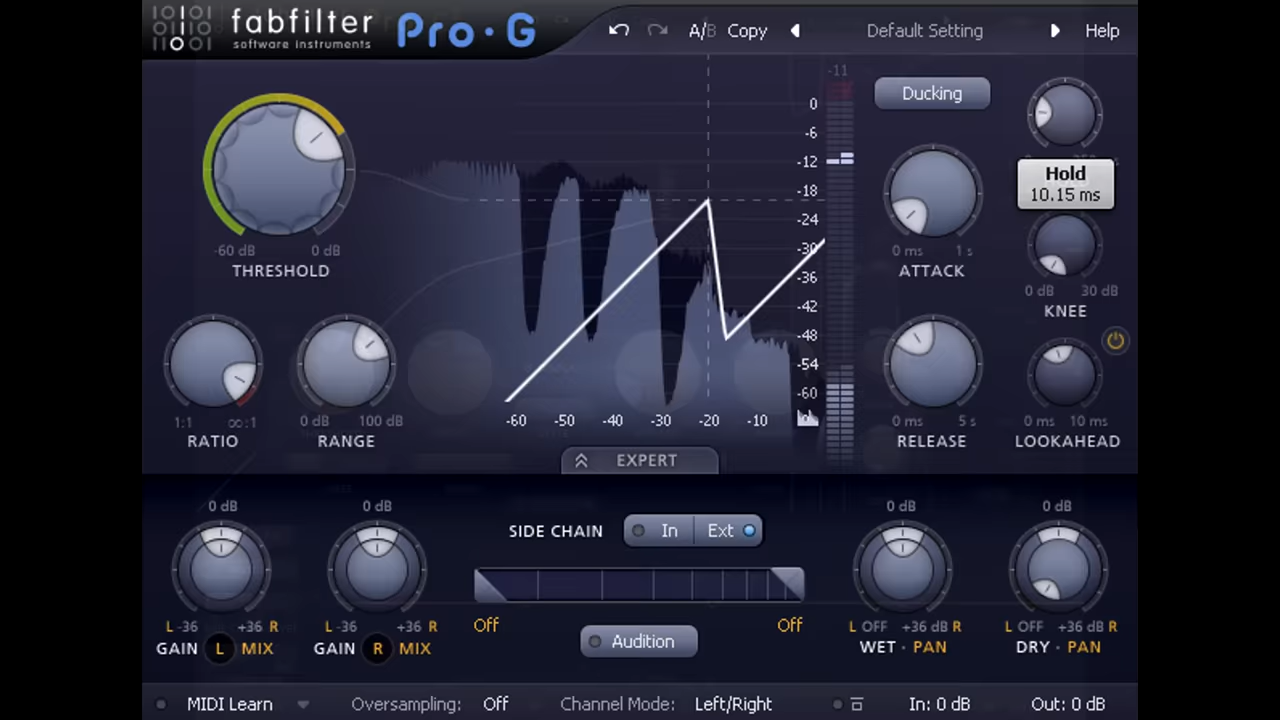 fabfilter
software instruments
Pro·G
A/B Copy Default Setting Help
-11
Ducking
0
-6
-12
-18
-24
-30
-36
-42
-48
-54
-60
-60 -50 -40 -30 -20 -10
-60 dB 0 dB
THRESHOLD
1:1 ∞:1
RATIO
0 dB 100 dB
RANGE
Hold
10.15 ms
0 ms 1 s
ATTACK
0 dB 30 dB
KNEE
0 ms 5 s
RELEASE
0 ms 10 ms
LOOKAHEAD
EXPERT
0 dB 0 dB 0 dB 0 dB
SIDE CHAIN In Ext
L -36 +36 R
GAIN L MIX
L -36 +36 R
GAIN R MIX
Off Off
Audition
L OFF +36 dB R
WET · PAN
L OFF +36 dB R
DRY · PAN
MIDI Learn Oversampling: Off Channel Mode: Left/Right In: 0 dB Out: 0 dB